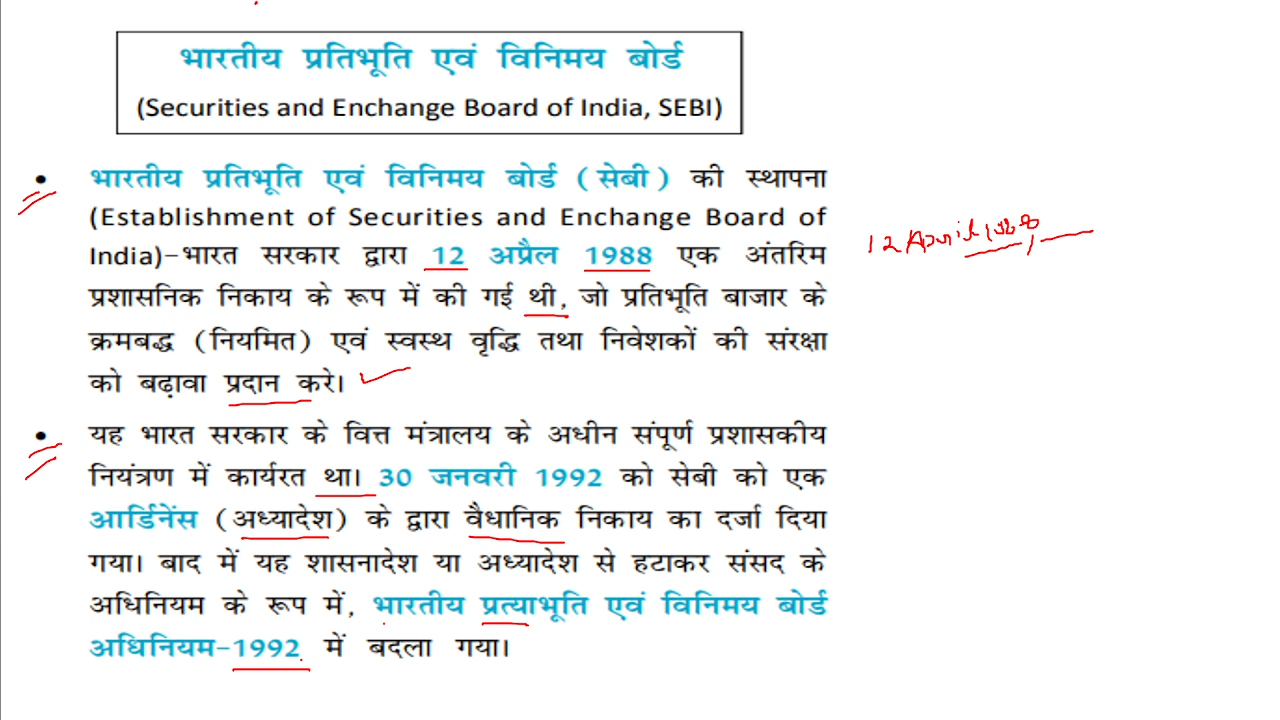 भारतीय प्रतिभूति एवं विनिमय बोर्ड
(Securities and Enchange Board of India, SEBI)
• भारतीय प्रतिभूति एवं विनिमय बोर्ड (सेबी) की स्थापना
(Establishment of Securities and Enchange Board of
India)–भारत सरकार द्वारा 12 अप्रैल 1988 एक अंतरिम
प्रशासनिक निकाय के रूप में की गई थी, जो प्रतिभूति बाजार के
क्रमबद्ध (नियमित) एवं स्वस्थ वृद्धि तथा निवेशकों की संरक्षा
को बढ़ावा प्रदान करे।
12 April
• यह भारत सरकार के वित्त मंत्रालय के अधीन संपूर्ण प्रशासकीय
नियंत्रण में कार्यरत था। 30 जनवरी 1992 को सेबी को एक
आर्डिनेंस (अध्यादेश) के द्वारा वैधानिक निकाय का दर्जा दिया
गया। बाद में यह शासनादेश या अध्यादेश से हटाकर संसद के
अधिनियम के रूप में, भारतीय प्रत्याभूति एवं विनिमय बोर्ड
अधिनियम–1992 में बदला गया।